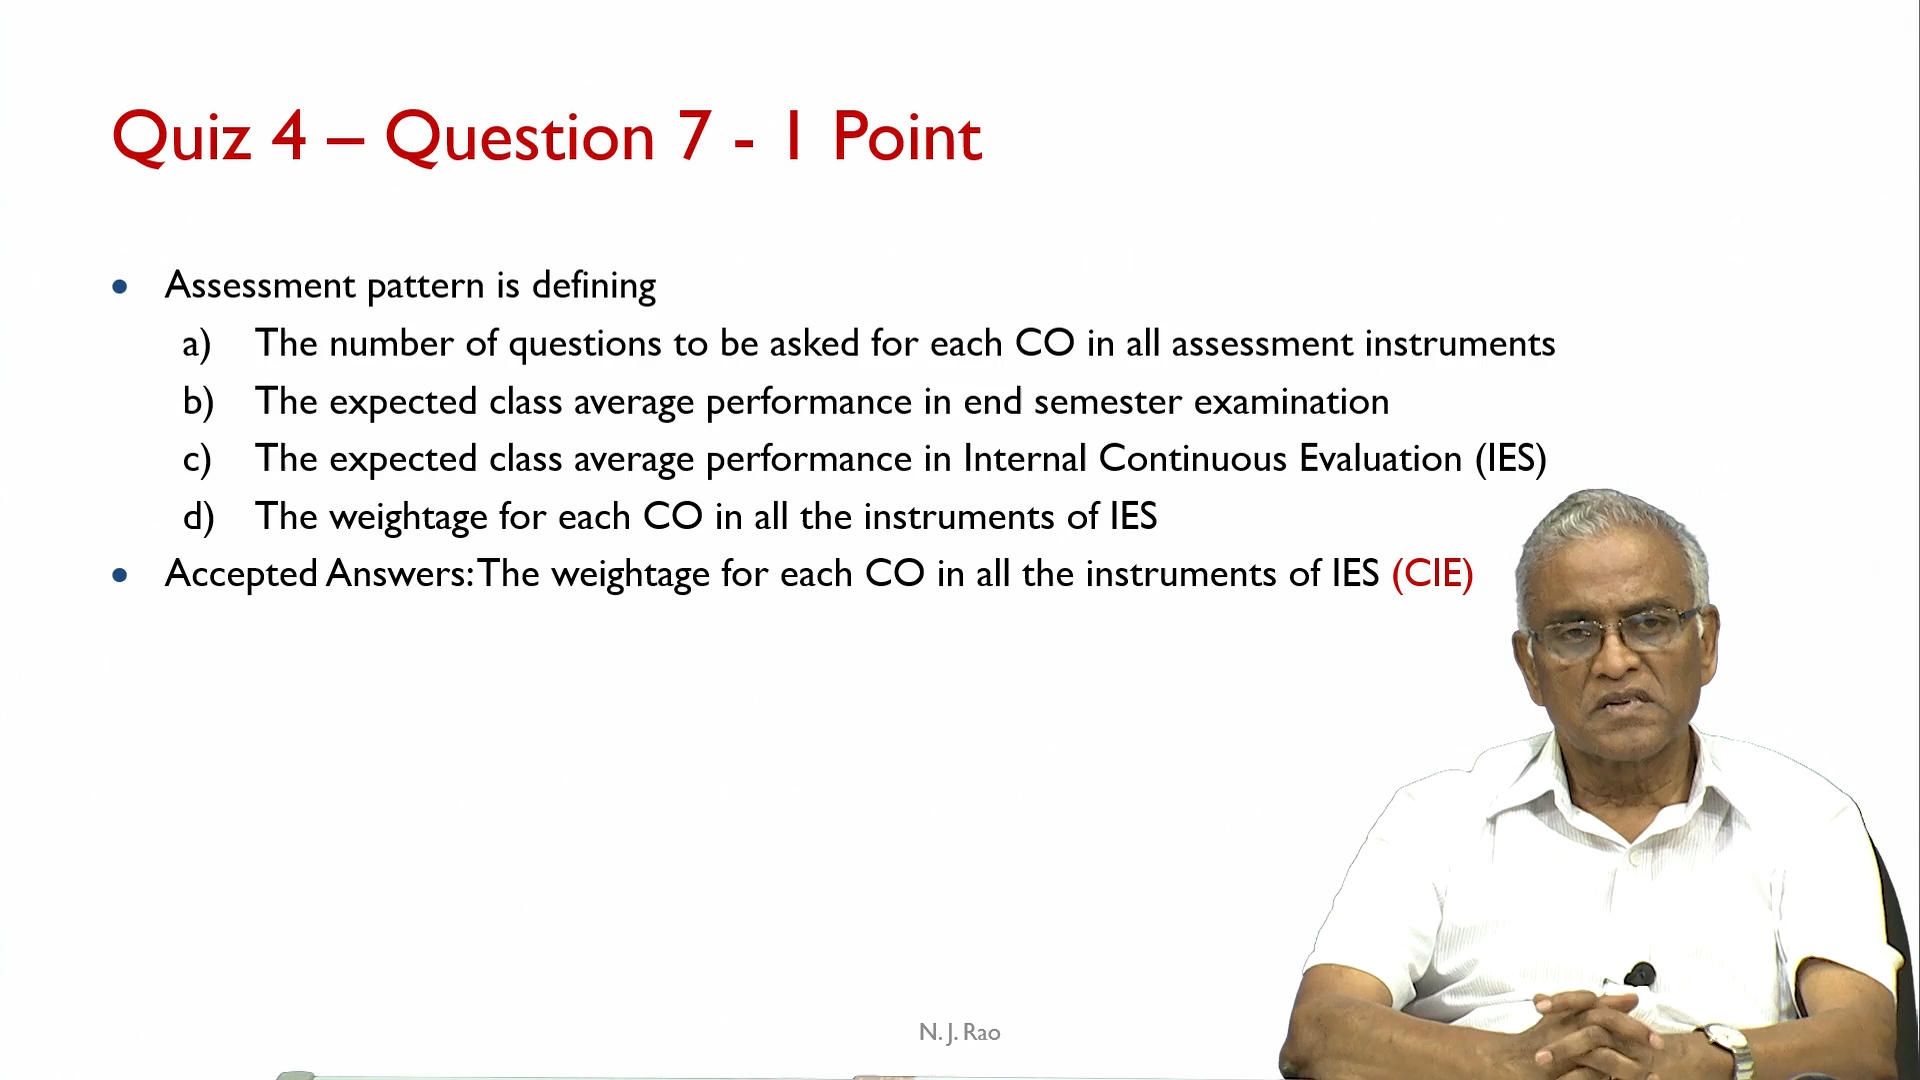 Quiz 4 – Question 7 - 1 Point
• Assessment pattern is defining
a) The number of questions to be asked for each CO in all assessment instruments
b) The expected class average performance in end semester examination
c) The expected class average performance in Internal Continuous Evaluation (IES)
d) The weightage for each CO in all the instruments of IES
• Accepted Answers: The weightage for each CO in all the instruments of IES (CIE)
N. J. Rao